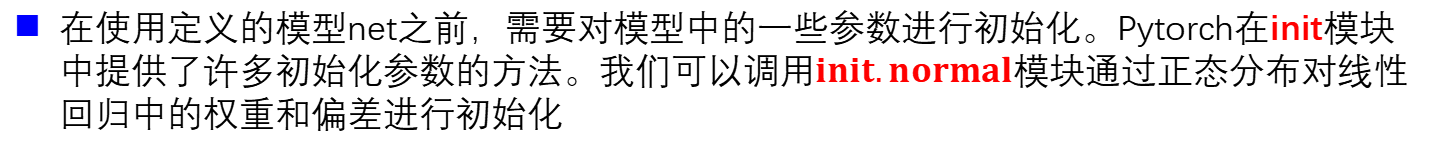 ■ 在使用定义的模型net之前，需要对模型中的一些参数进行初始化。Pytorch在init模块
中提供了许多初始化参数的方法。我们可以调用init. normal模块通过正态分布对线性
回归中的权重和偏差进行初始化